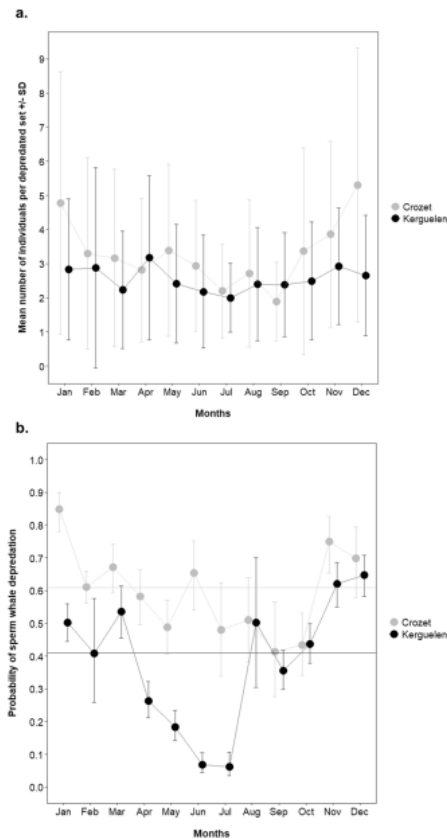 a.
Mean number of individuals per depredated set +/- SD
9
8
7
6
5
4
3
2
1
0
Jan Feb Mar Apr May Jun Jul Aug Sep Oct Nov Dec
Months
Crozet
Kerguelen
b.
Probability of sperm whale depredation
1.0
0.9
0.8
0.7
0.6
0.5
0.4
0.3
0.2
0.1
0.0
Jan Feb Mar Apr May Jun Jul Aug Sep Oct Nov Dec
Months
Crozet
Kerguelen